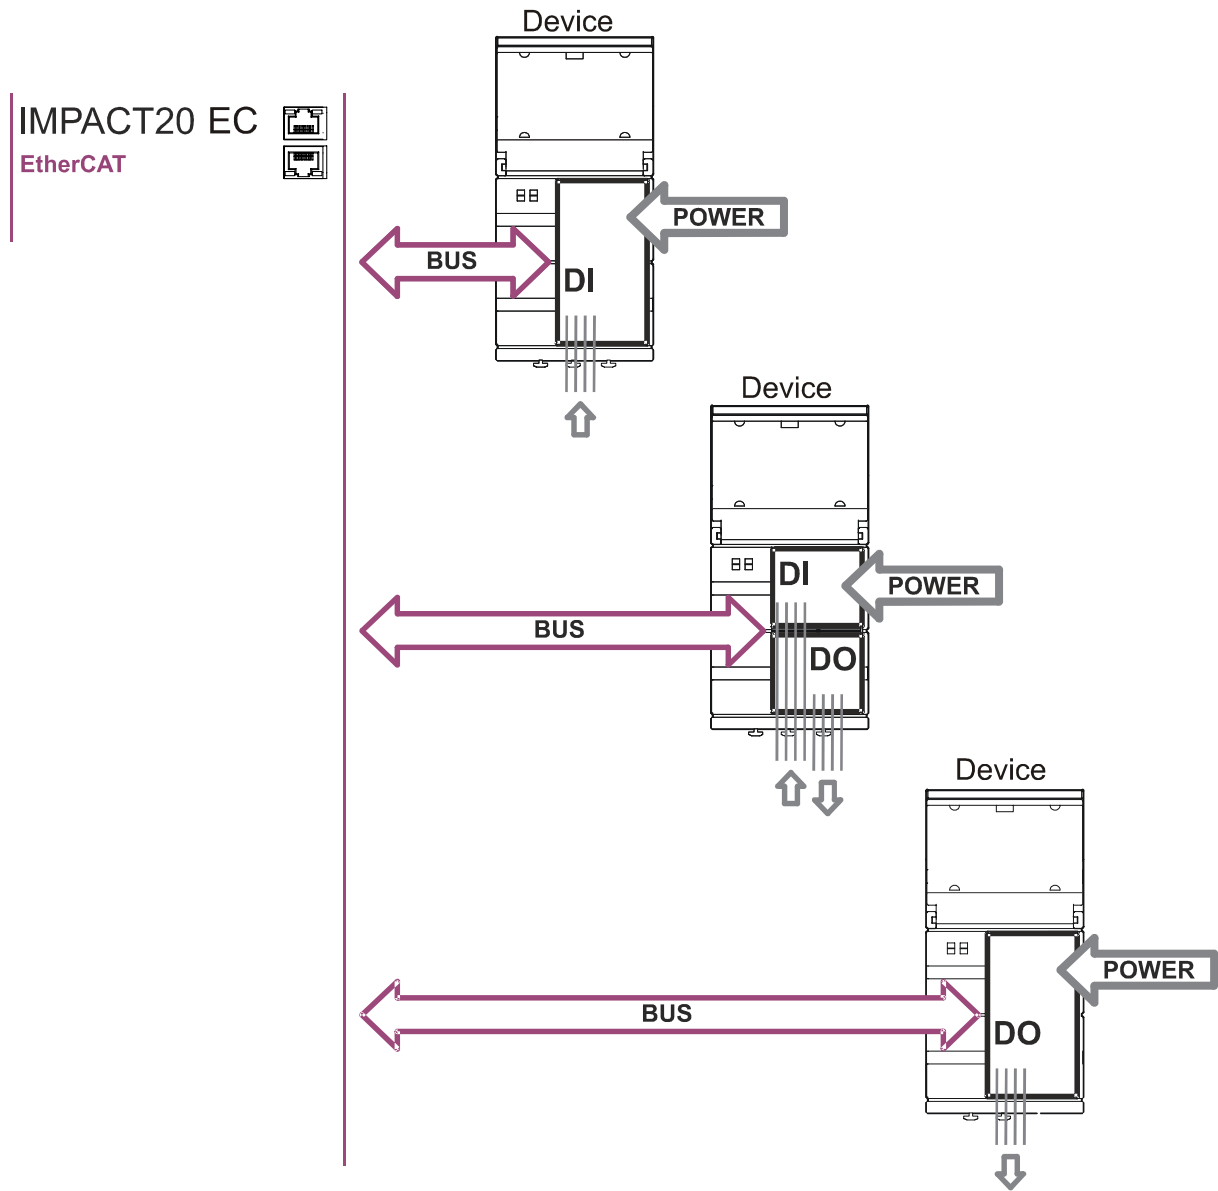 Device
IMPACT20 EC
EtherCAT
POWER
BUS
DI
Device
DI
POWER
BUS
DO
Device
POWER
BUS
DO